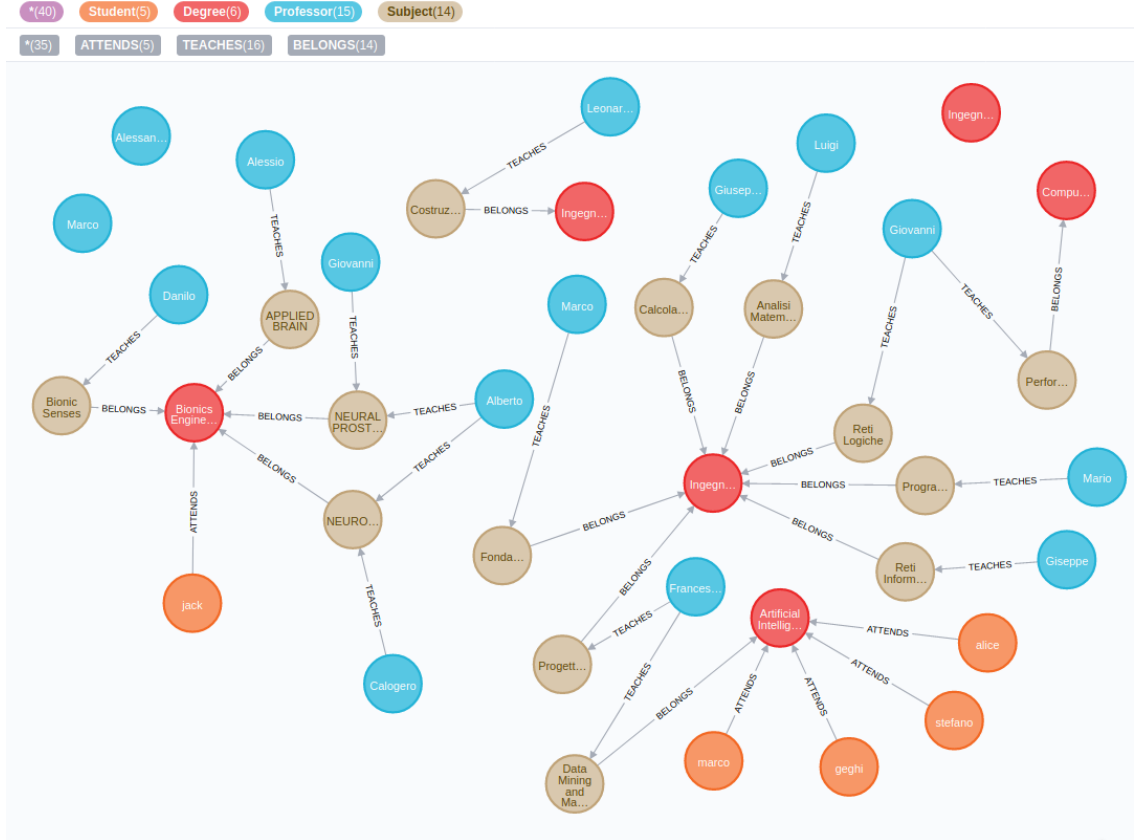 *(40) Student(5) Degree(6) Professor(15) Subject(14)
*(35) ATTENDS(5) TEACHES(16) BELONGS(14)
Leonar…
Ingegn…
Alessan…
Luigi
Alessio
TEACHES
Giusep…
Compu…
Costruz…
BELONGS
Ingegn…
TEACHES
Marco
TEACHES
Giovanni
TEACHES
Giovanni
BELONGS
Danilo
Marco
Calcola…
Analisi
Matem…
TEACHES
APPLIED
BRAIN
TEACHES
TEACHES
TEACHES
BELONGS
Perfor…
Bionic
Senses
BELONGS
Bionics
Engine…
BELONGS
NEURAL
PROST…
TEACHES
Alberto
TEACHES
BELONGS
BELONGS
Reti
Logiche
BELONGS
TEACHES
BELONGS
Ingegn…
BELONGS
Progra…
TEACHES
Mario
ATTENDS
NEURO…
BELONGS
BELONGS
Fonda…
Reti
Inform…
TEACHES
Giseppe
jack
TEACHES
BELONGS
Frances…
Artificial
Intellig…
TEACHES
ATTENDS
alice
Progett…
ATTENDS
Calogero
TEACHES
ATTENDS
ATTENDS
BELONGS
stefano
marco
geghi
Data
Mining
and
Ma…